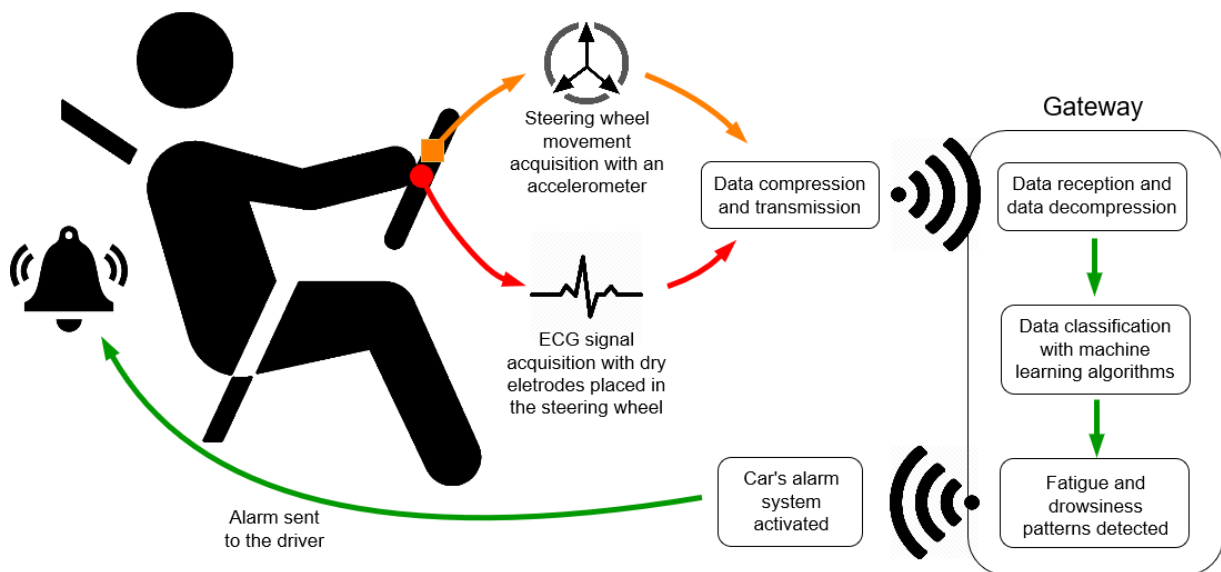 Steering wheel
movement
acquisition with an
accelerometer
ECG signal
acquisition with dry
eletrodes placed in
the steering wheel
Data compression
and transmission
Gateway
Data reception and
data decompression
Data classification
with machine
learning algorithms
Fatigue and
drowsiness
patterns detected
Car's alarm
system
activated
Alarm sent
to the driver